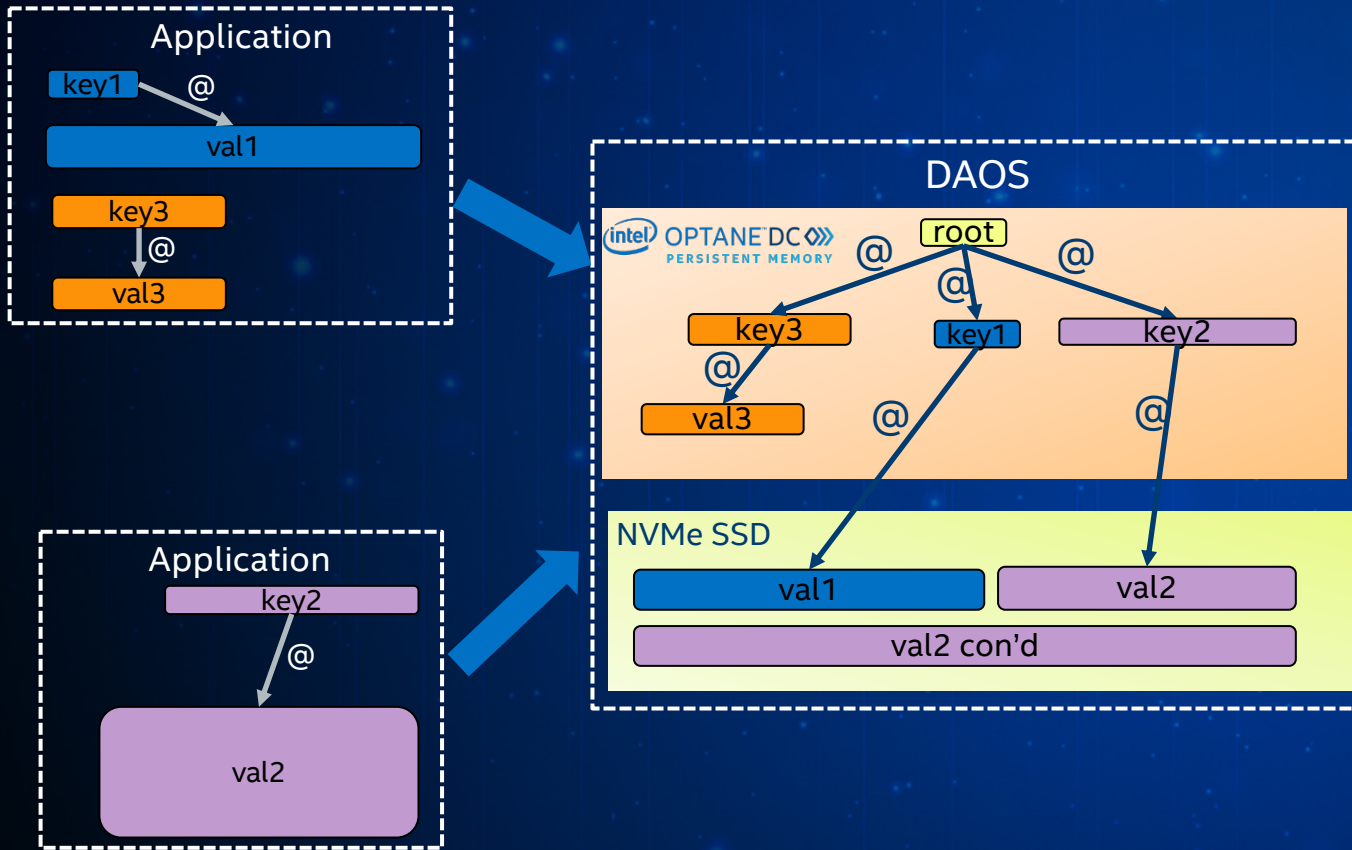 Application
key1
@
val1
key3
@
val3
Application
key2
@
val2
DAOS
intel OPTANE™ DC
PERSISTENT MEMORY
root
@
@
@
key3
key1
key2
@
val3
@
@
NVMe SSD
val1
val2
val2 con'd